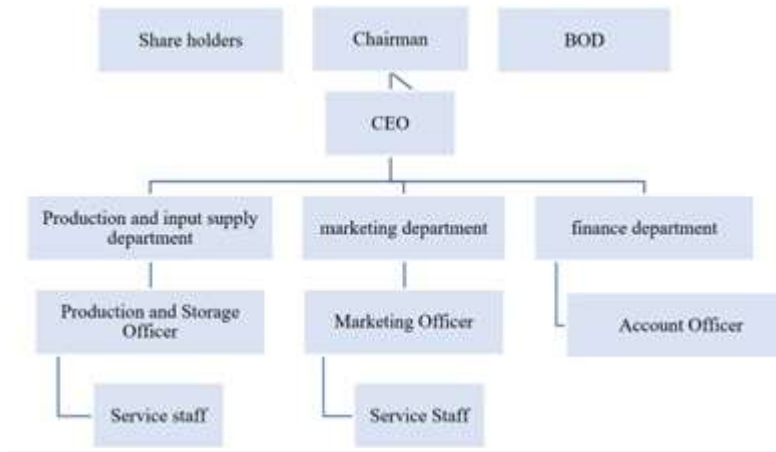 Share holders
Chairman
BOD
CEO
Production and input supply
department
marketing department
finance department
Production and Storage
Officer
Marketing Officer
Account Officer
Service staff
Service Staff